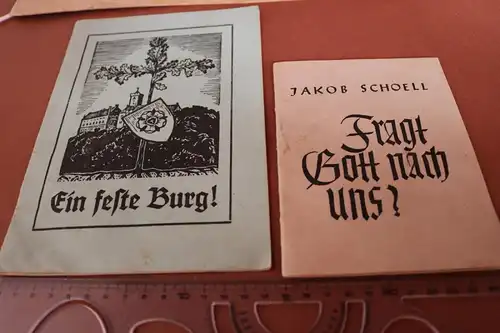 Ein feste Burg!
JAKOB SCHOELL
Fragt
Gott nach
uns?